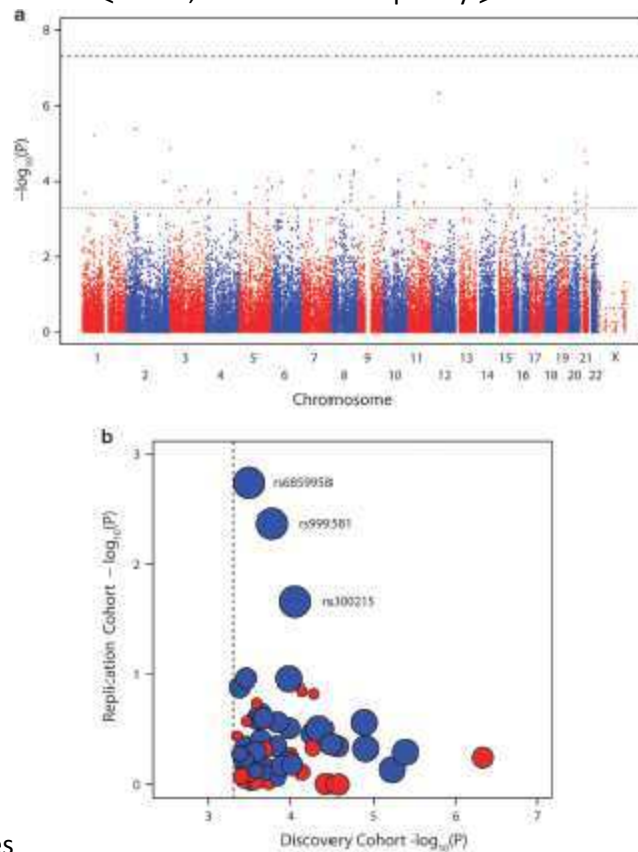 a
8
6
4
2
0
−log₁₀(P)
1 3 5 7 9 11 13 15 17 19 21 X
2 4 6 8 10 12 14 16 18 20 22
Chromosome
b
3
2
1
0
Replication Cohort − log₁₀(P)
rs6859958
rs300215
3 4 5 6 7
Discovery Cohort -log₁₀(P)
es